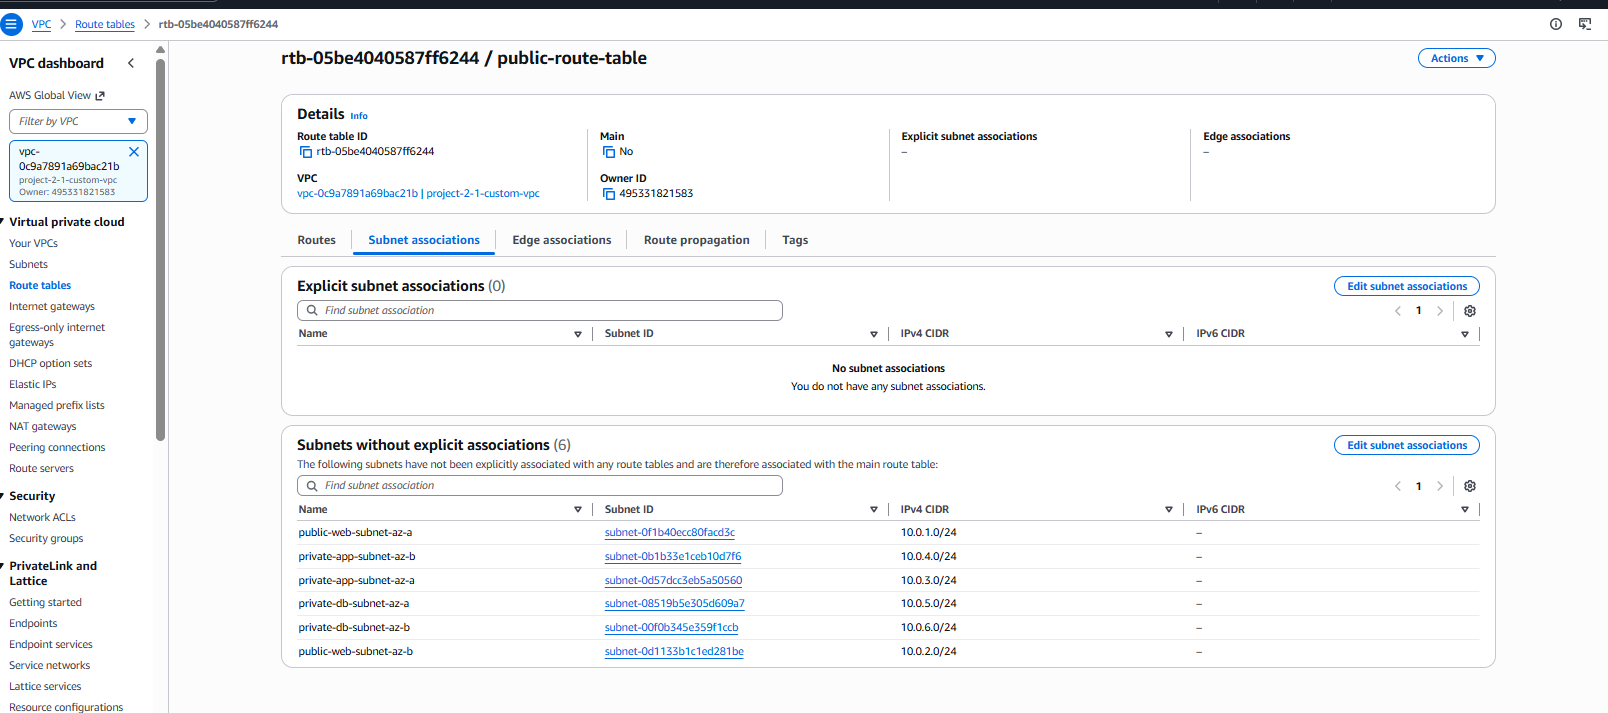 VPC > Route tables > rtb-05be4040587ff6244
VPC dashboard
AWS Global View
Filter by VPC
vpc-
0c9a7891a69bac21b
project-2-1-custom-vpc
Owner: 495331821583
Virtual private cloud
Your VPCs
Subnets
Route tables
Internet gateways
Egress-only internet
gateways
DHCP option sets
Elastic IPs
Managed prefix lists
NAT gateways
Peering connections
Route servers
Security
Network ACLs
Security groups
PrivateLink and
Lattice
Getting started
Endpoints
Endpoint services
Service networks
Lattice services
Resource configurations
rtb-05be4040587ff6244 / public-route-table
Actions
Details Info
Route table ID
rtb-05be4040587ff6244
Main
No
Explicit subnet associations
–
Edge associations
–
VPC
vpc-0c9a7891a69bac21b | project-2-1-custom-vpc
Owner ID
495331821583
Routes Subnet associations Edge associations Route propagation Tags
Explicit subnet associations (0)
Edit subnet associations
Find subnet association
1
Name Subnet ID IPv4 CIDR IPv6 CIDR
No subnet associations
You do not have any subnet associations.
Subnets without explicit associations (6)
Edit subnet associations
The following subnets have not been explicitly associated with any route tables and are therefore associated with the main route table:
Find subnet association
1
Name Subnet ID IPv4 CIDR IPv6 CIDR
public-web-subnet-az-a subnet-0f1b40ecc80facd3c 10.0.1.0/24 –
private-app-subnet-az-b subnet-0b1b33e1ceb10d7f6 10.0.4.0/24 –
private-app-subnet-az-a subnet-0d57dcc3eb5a50560 10.0.3.0/24 –
private-db-subnet-az-a subnet-08519b5e305d609a7 10.0.5.0/24 –
private-db-subnet-az-b subnet-00f0b345e359f1ccb 10.0.6.0/24 –
public-web-subnet-az-b subnet-0d1133b1c1ed281be 10.0.2.0/24 –